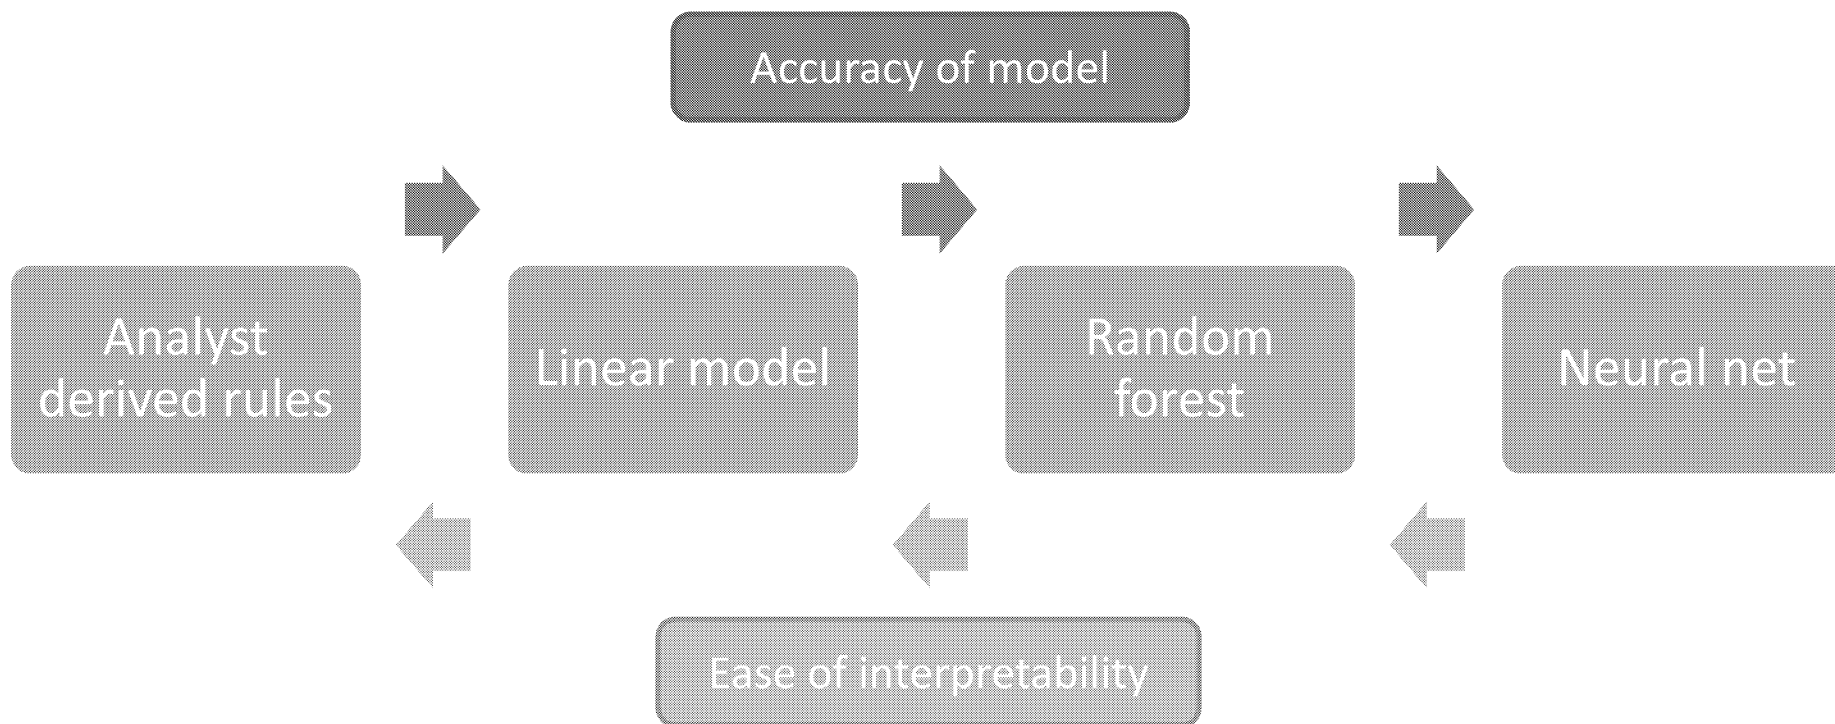 Accuracy of model
Analyst
derived rules
Linear model
Random
forest
Neural net
Ease of interpretability